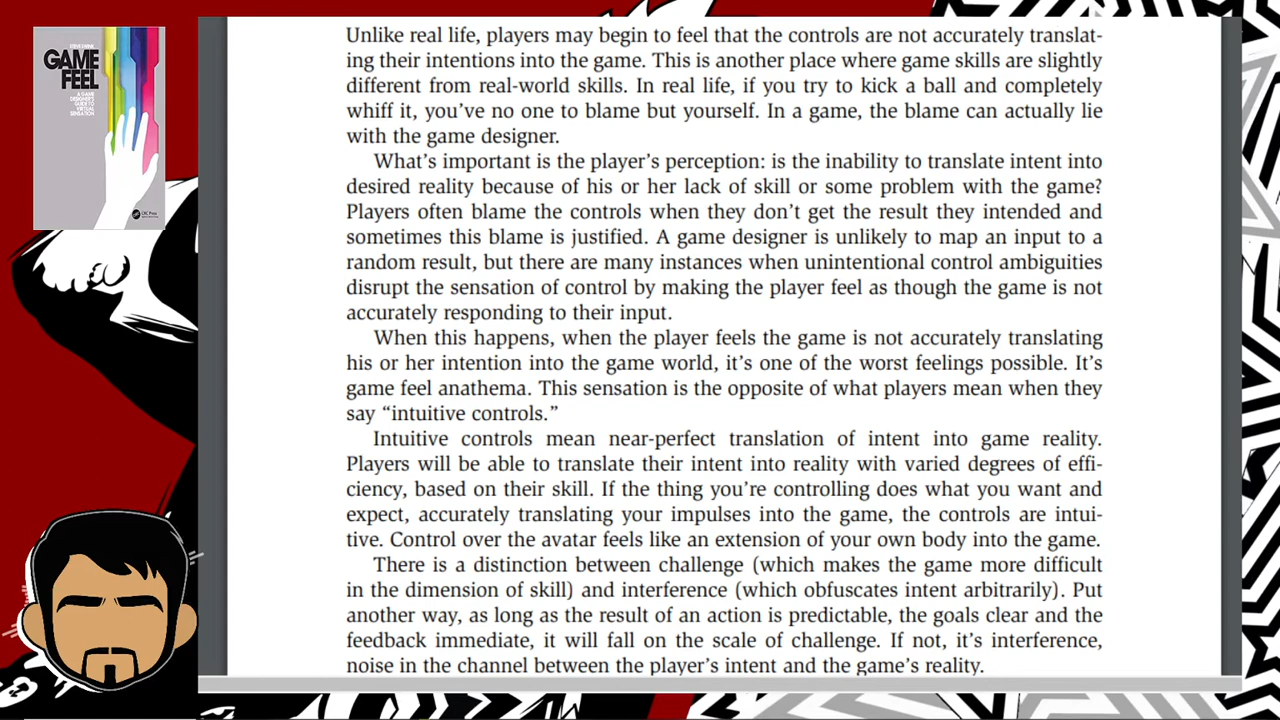 STEVE SWINK
GAME
FEEL
A GAME
DESIGNER'S
GUIDE TO
VIRTUAL
SENSATION
CRC Press
Unlike real life, players may begin to feel that the controls are not accurately translat-
ing their intentions into the game. This is another place where game skills are slightly
different from real-world skills. In real life, if you try to kick a ball and completely
whiff it, you’ve no one to blame but yourself. In a game, the blame can actually lie
with the game designer.
What’s important is the player’s perception: is the inability to translate intent into
desired reality because of his or her lack of skill or some problem with the game?
Players often blame the controls when they don’t get the result they intended and
sometimes this blame is justified. A game designer is unlikely to map an input to a
random result, but there are many instances when unintentional control ambiguities
disrupt the sensation of control by making the player feel as though the game is not
accurately responding to their input.
When this happens, when the player feels the game is not accurately translating
his or her intention into the game world, it’s one of the worst feelings possible. It’s
game feel anathema. This sensation is the opposite of what players mean when they
say “intuitive controls.”
Intuitive controls mean near-perfect translation of intent into game reality.
Players will be able to translate their intent into reality with varied degrees of effi-
ciency, based on their skill. If the thing you’re controlling does what you want and
expect, accurately translating your impulses into the game, the controls are intui-
tive. Control over the avatar feels like an extension of your own body into the game.
There is a distinction between challenge (which makes the game more difficult
in the dimension of skill) and interference (which obfuscates intent arbitrarily). Put
another way, as long as the result of an action is predictable, the goals clear and the
feedback immediate, it will fall on the scale of challenge. If not, it’s interference,
noise in the channel between the player’s intent and the game’s reality.